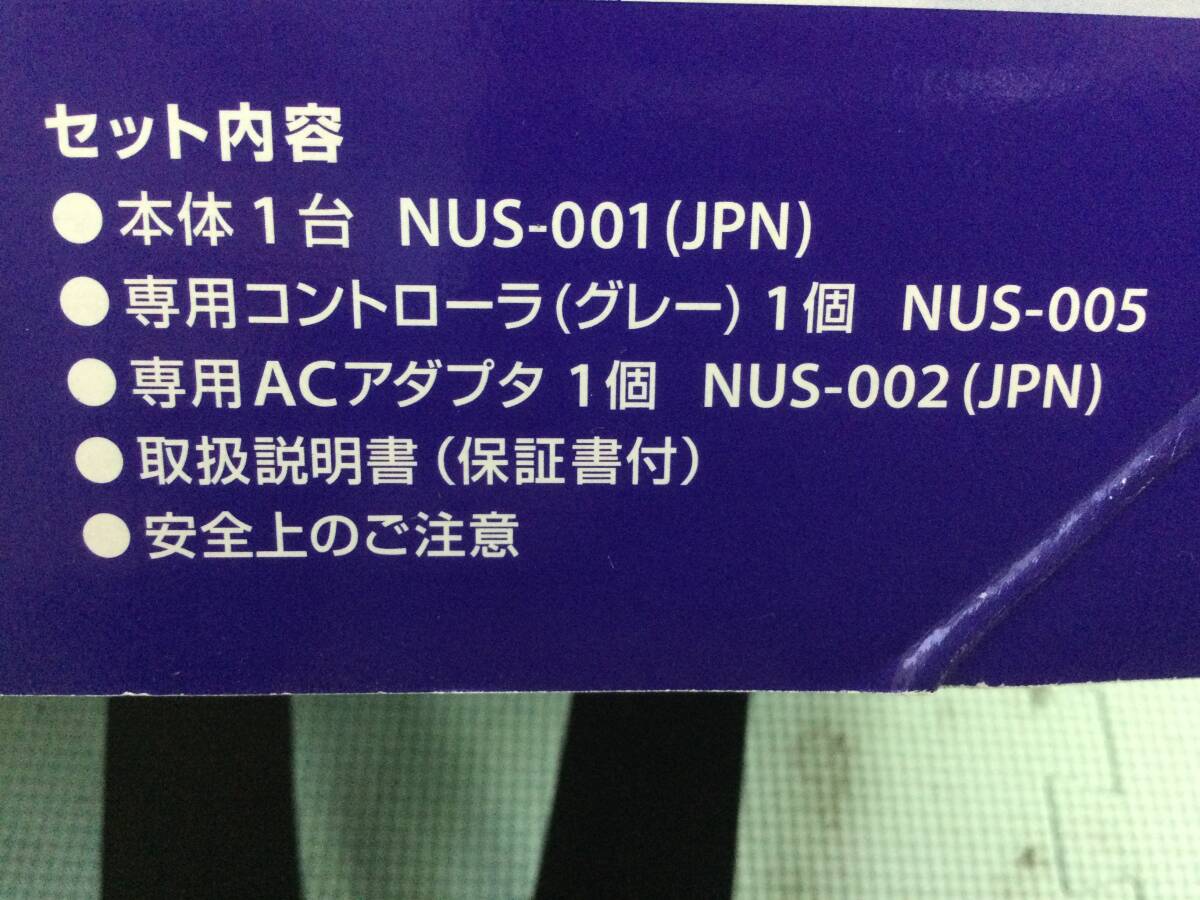 セット内容
●本体1台 NUS-001(JPN)
●専用コントローラ(グレー)1個 NUS-005
●専用ACアダプタ1個 NUS-002(JPN)
●取扱説明書(保証書付)
●安全上のご注意